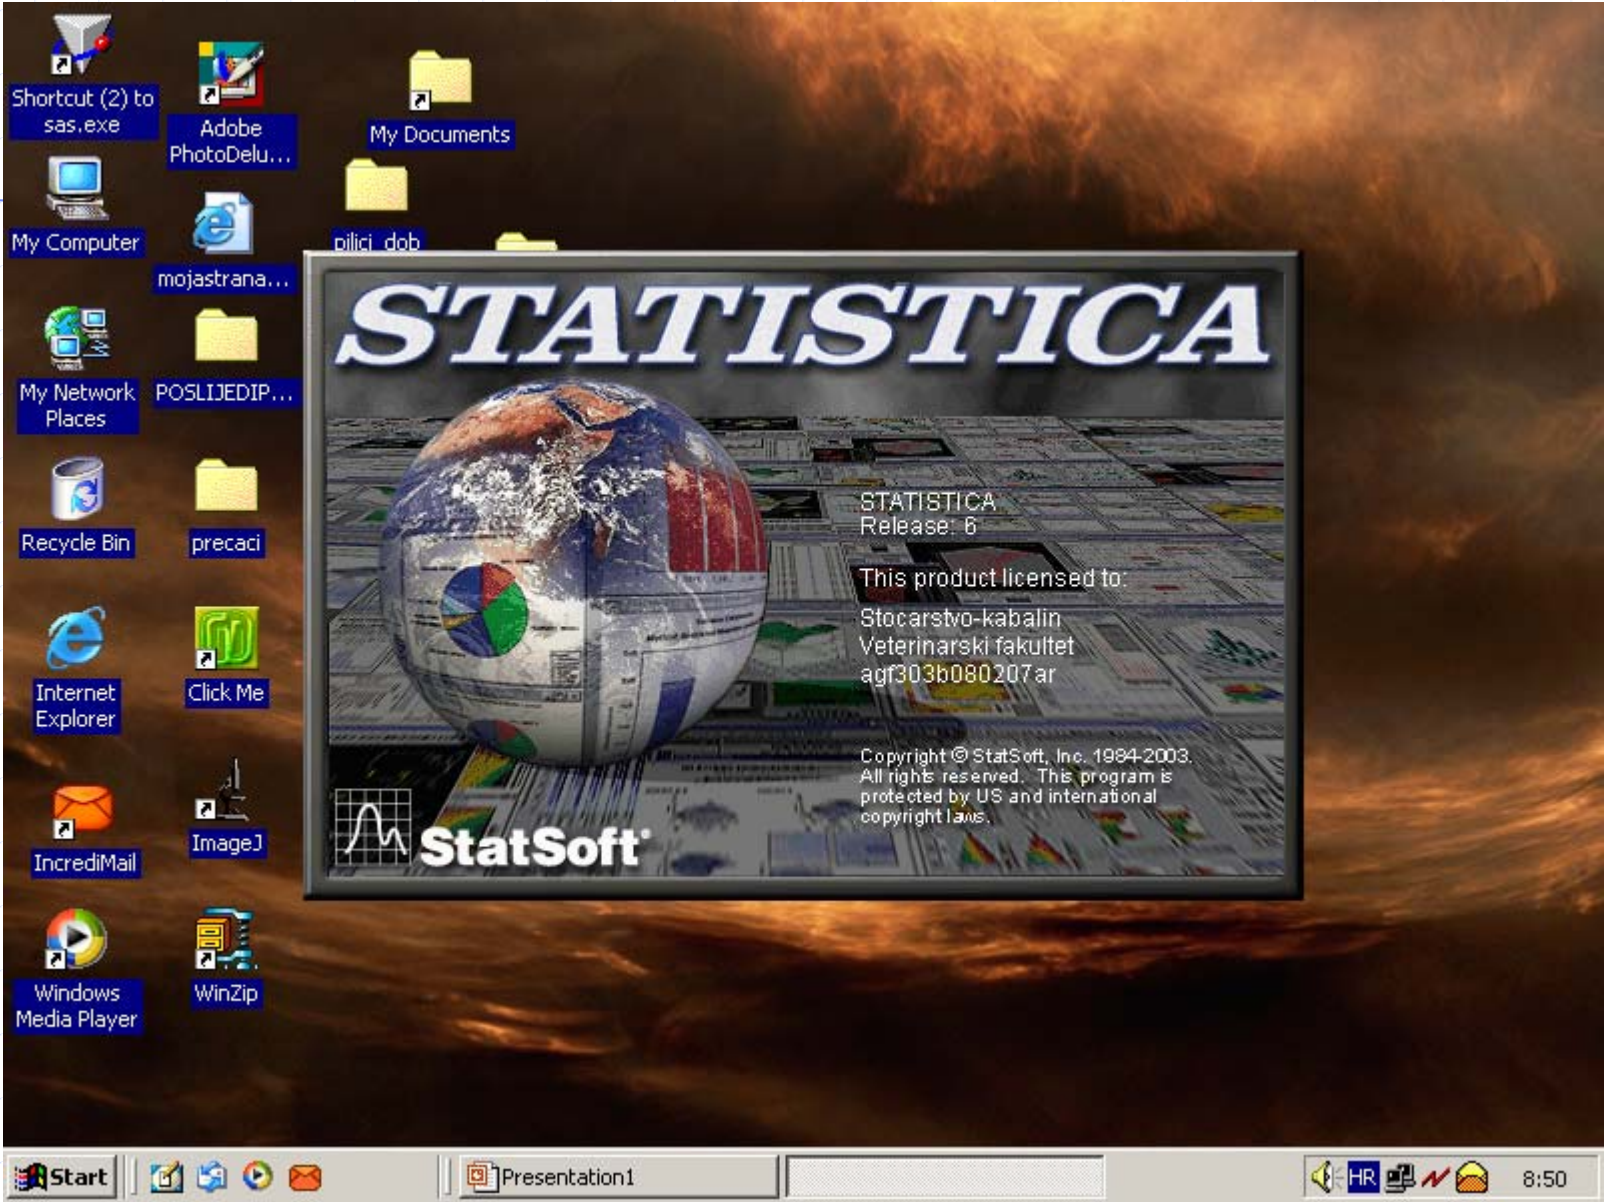 Shortcut (2) to
sas.exe
Adobe
PhotoDelu...
My Documents
My Computer
mojastrana...
pilici_dob
My Network
Places
POSLIJEDIP...
Recycle Bin
precaci
Internet
Explorer
Click Me
IncrediMail
ImageJ
Windows
Media Player
WinZip
STATISTICA
STATISTICA
Release: 6
This product licensed to:
Stocarstvo-kabalin
Veterinarski fakultet
agf303b080207ar
Copyright © StatSoft, Inc. 1984-2003.
All rights reserved. This program is
protected by US and international
copyright laws.
StatSoft®
Start
Presentation1
HR
8:50